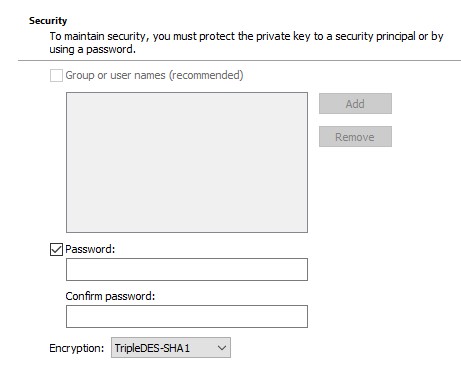 Security
To maintain security, you must protect the private key to a security principal or by
using a password.
Group or user names (recommended)
Add
Remove
Password:
Confirm password:
Encryption: TripleDES-SHA1